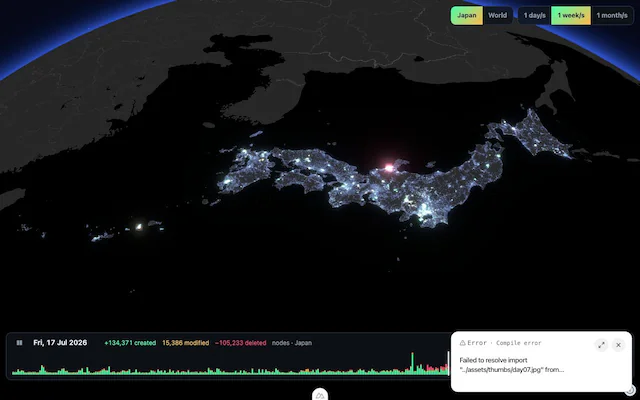 Japan World 1 day/s 1 week/s 1 month/s
Fri, 17 Jul 2026 +134,371 created 15,386 modified −105,233 deleted nodes · Japan
Error · Compile error
Failed to resolve import
"../assets/thumbs/day07.jpg" from...